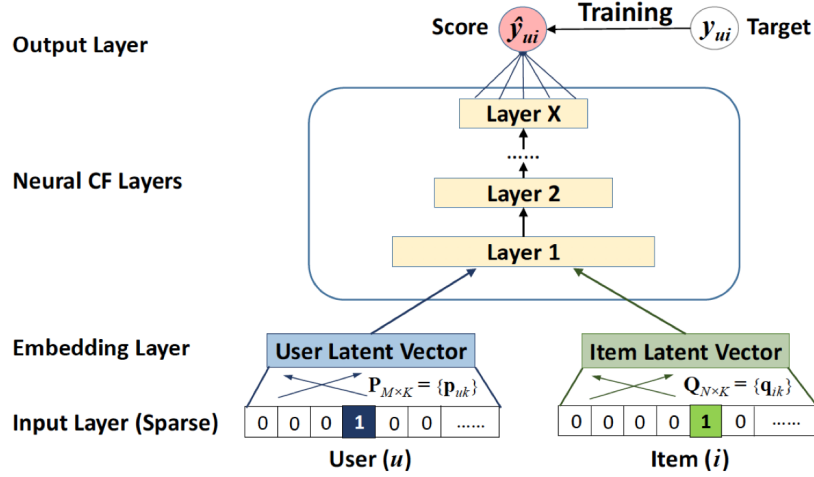 Score ŷui Training yui Target
Output Layer
Layer X
......
Neural CF Layers
Layer 2
Layer 1
Embedding Layer User Latent Vector Item Latent Vector
PM×K = {puk} QN×K = {qik}
Input Layer (Sparse) 0 0 0 1 0 0 ...... 0 0 0 0 1 0 ......
User (u) Item (i)